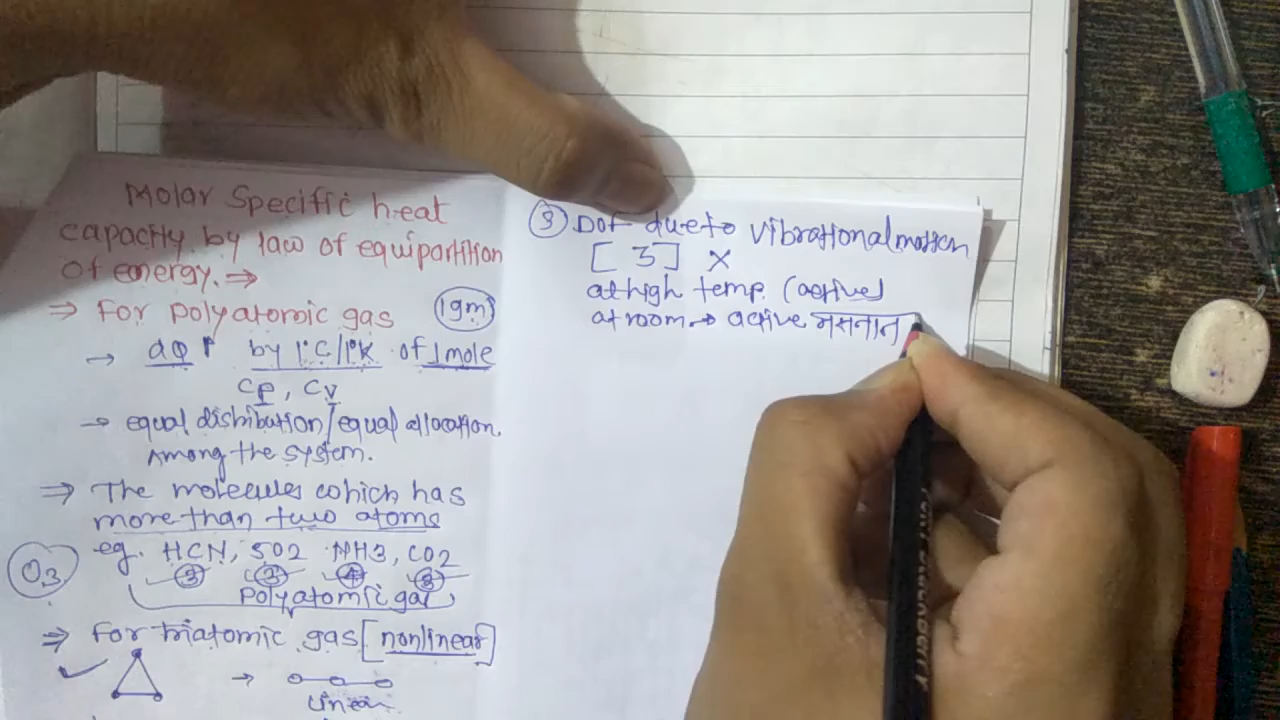 Molar Specific heat
capacity by law of equipartition
of energy. ⇒
⇒ For polyatomic gas (1gm)
→ dQ↑ by 1°C/1°K of 1mole
Cp, Cv
→ equal distribution/equal allocation.
Among the system.
⇒ The molecules which has
more than two atoms
eg. HCN, SO2 NH3, CO2
3 3 4 3
Polyatomic gas
O3
⇒ For triatomic gas [nonlinear]
→ Linear.
3 Dof due to vibrational motion
[ 3 ] ×
at high temp. (active)
at room → active नसतात